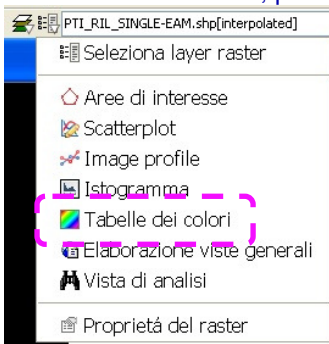 PTI_RIL_SINGLE-EAM.shp[interpolated]
Seleziona layer raster
Aree di interesse
Scatterplot
Image profile
Istogramma
Tabelle dei colori
Elaborazione viste generali
Vista di analisi
Proprietá del raster